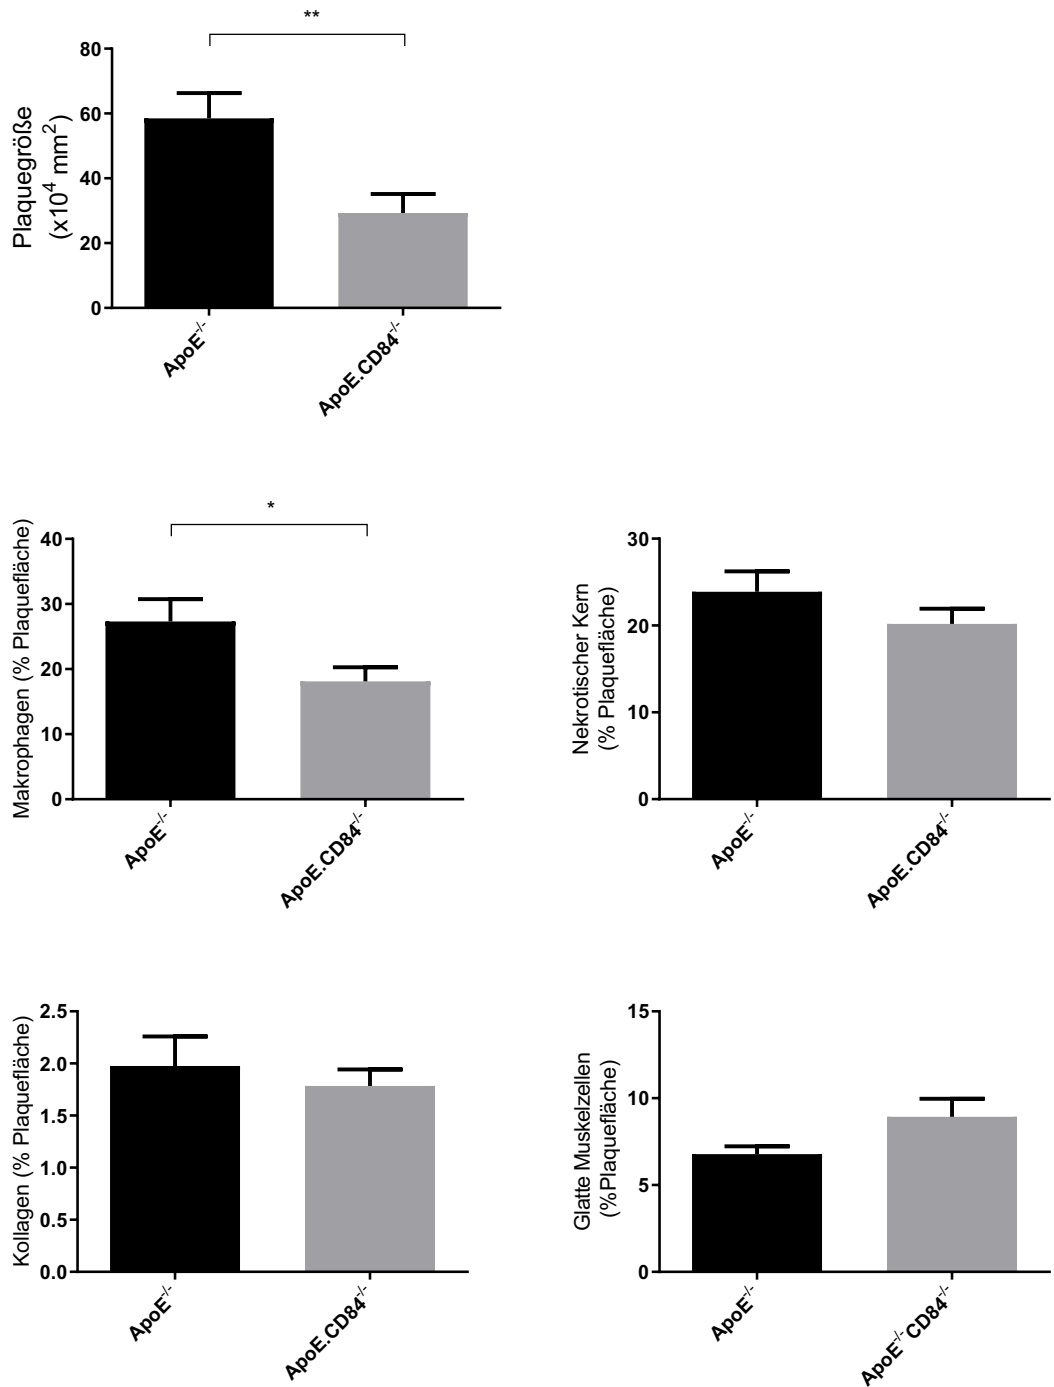 **
Plaquegröße
(x10⁴ mm²)
80
60
40
20
0
ApoE⁻/⁻
ApoE.CD84⁻/⁻
*
Makrophagen (% Plaquefläche)
40
30
20
10
0
ApoE⁻/⁻
ApoE.CD84⁻/⁻
Nekrotischer Kern
(% Plaquefläche)
30
20
10
0
ApoE⁻/⁻
ApoE.CD84⁻/⁻
Kollagen (% Plaquefläche)
2.5
2.0
1.5
1.0
0.5
0.0
ApoE⁻/⁻
ApoE.CD84⁻/⁻
Glatte Muskelzellen
(%Plaquefläche)
15
10
5
0
ApoE⁻/⁻
ApoE⁻/⁻CD84⁻/⁻